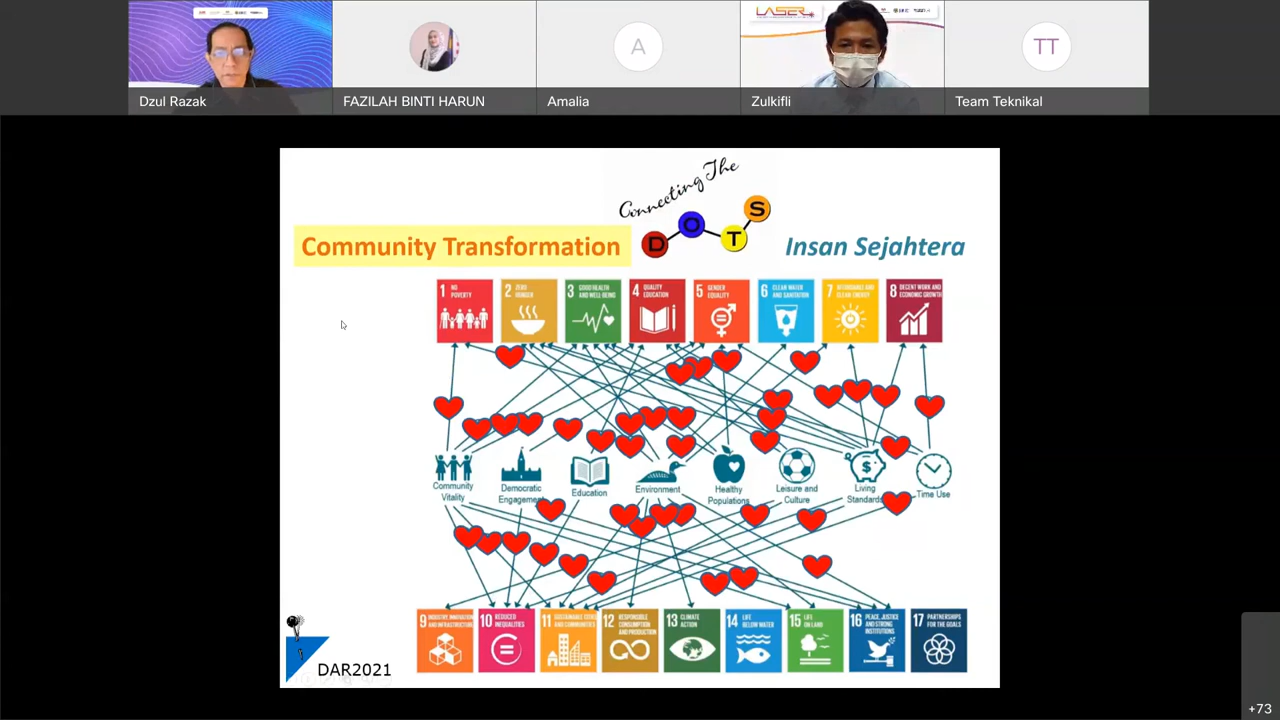 LASER
A
TT
Dzul Razak
FAZILAH BINTI HARUN
Amalia
Zulkifli
Team Teknikal
Connecting The
DOTS
Community Transformation
Insan Sejahtera
1 NO POVERTY
2 ZERO HUNGER
3 GOOD HEALTH AND WELL-BEING
4 QUALITY EDUCATION
5 GENDER EQUALITY
6 CLEAN WATER AND SANITATION
7 AFFORDABLE AND CLEAN ENERGY
8 DECENT WORK AND ECONOMIC GROWTH
Community Vitality
Democratic Engagement
Education
Environment
Healthy Populations
Leisure and Culture
$
Living Standards
Time Use
9 INDUSTRY, INNOVATION AND INFRASTRUCTURE
10 REDUCED INEQUALITIES
11 SUSTAINABLE CITIES AND COMMUNITIES
12 RESPONSIBLE CONSUMPTION AND PRODUCTION
13 CLIMATE ACTION
14 LIFE BELOW WATER
15 LIFE ON LAND
16 PEACE, JUSTICE AND STRONG INSTITUTIONS
17 PARTNERSHIPS FOR THE GOALS
DAR2021
+73